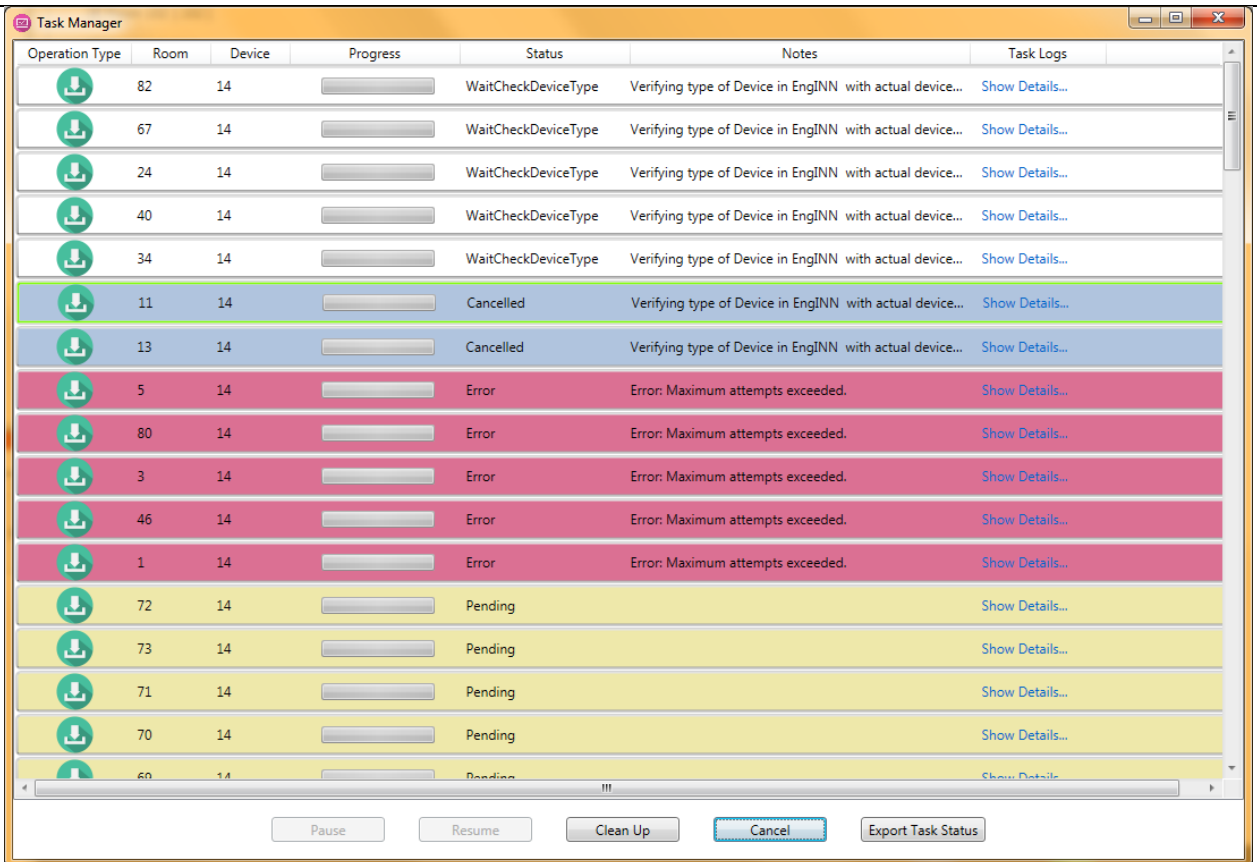 Task Manager
Operation Type Room Device Progress Status Notes Task Logs
82 14 WaitCheckDeviceType Verifying type of Device in EngINN with actual device... Show Details...
67 14 WaitCheckDeviceType Verifying type of Device in EngINN with actual device... Show Details...
24 14 WaitCheckDeviceType Verifying type of Device in EngINN with actual device... Show Details...
40 14 WaitCheckDeviceType Verifying type of Device in EngINN with actual device... Show Details...
34 14 WaitCheckDeviceType Verifying type of Device in EngINN with actual device... Show Details...
11 14 Cancelled Verifying type of Device in EngINN with actual device... Show Details...
13 14 Cancelled Verifying type of Device in EngINN with actual device... Show Details...
5 14 Error Error: Maximum attempts exceeded. Show Details...
80 14 Error Error: Maximum attempts exceeded. Show Details...
3 14 Error Error: Maximum attempts exceeded. Show Details...
46 14 Error Error: Maximum attempts exceeded. Show Details...
1 14 Error Error: Maximum attempts exceeded. Show Details...
72 14 Pending Show Details...
73 14 Pending Show Details...
71 14 Pending Show Details...
70 14 Pending Show Details...
69 14 Pending Show Details...
Pause Resume Clean Up Cancel Export Task Status